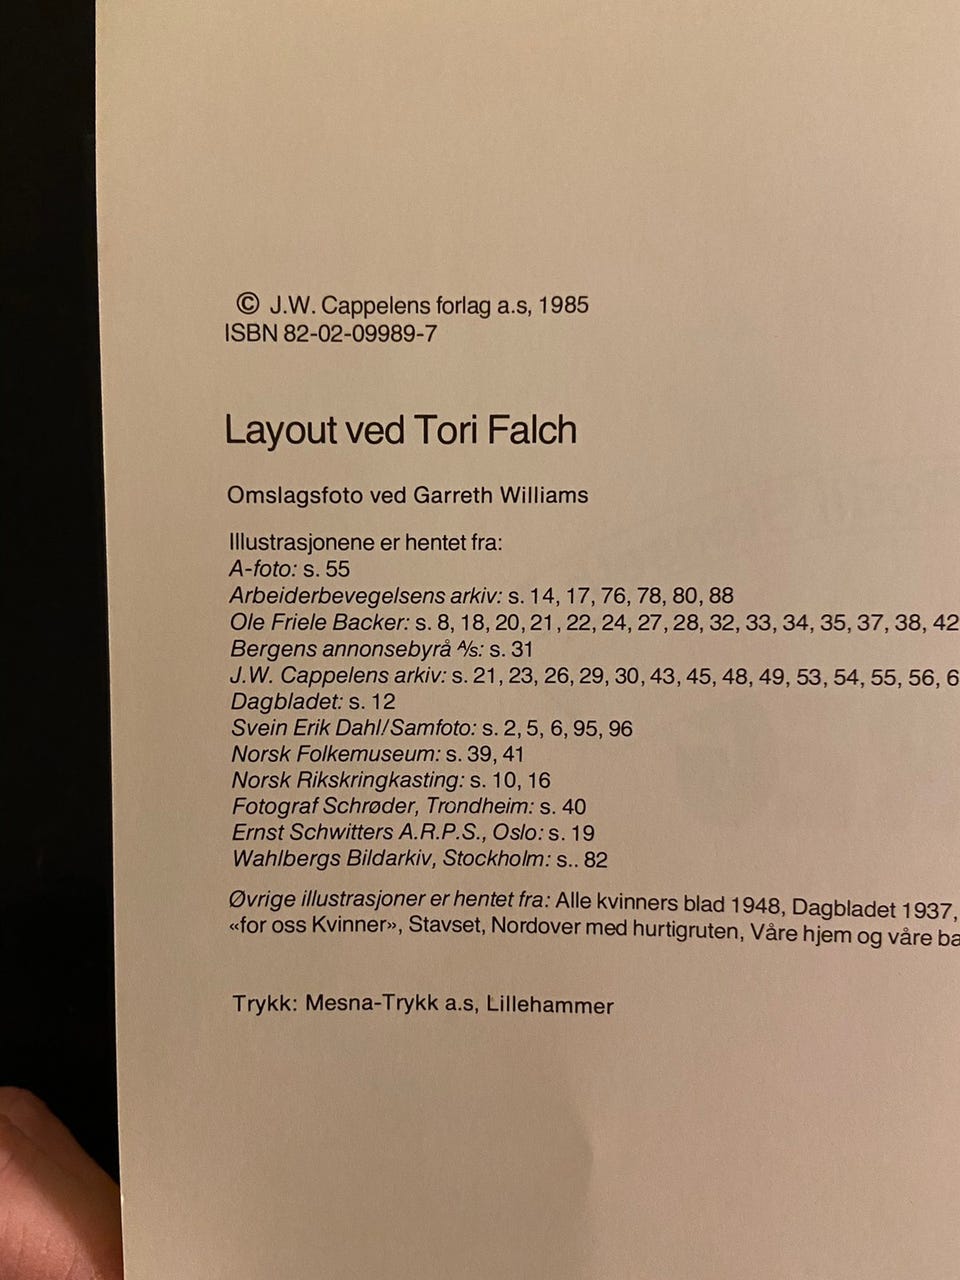 © J.W. Cappelens forlag a.s, 1985
ISBN 82-02-09989-7
Layout ved Tori Falch
Omslagsfoto ved Garreth Williams
Illustrasjonene er hentet fra:
A-foto: s. 55
Arbeiderbevegelsens arkiv: s. 14, 17, 76, 78, 80, 88
Ole Friele Backer: s. 8, 18, 20, 21, 22, 24, 27, 28, 32, 33, 34, 35, 37, 38, 42
Bergens annonsebyrå A/s: s. 31
J.W. Cappelens arkiv: s. 21, 23, 26, 29, 30, 43, 45, 48, 49, 53, 54, 55, 56, 6
Dagbladet: s. 12
Svein Erik Dahl/Samfoto: s. 2, 5, 6, 95, 96
Norsk Folkemuseum: s. 39, 41
Norsk Rikskringkasting: s. 10, 16
Fotograf Schrøder, Trondheim: s. 40
Ernst Schwitters A.R.P.S., Oslo: s. 19
Wahlbergs Bildarkiv, Stockholm: s.. 82
Øvrige illustrasjoner er hentet fra: Alle kvinners blad 1948, Dagbladet 1937,
«for oss Kvinner», Stavset, Nordover med hurtigruten, Våre hjem og våre ba
Trykk: Mesna-Trykk a.s, Lillehammer